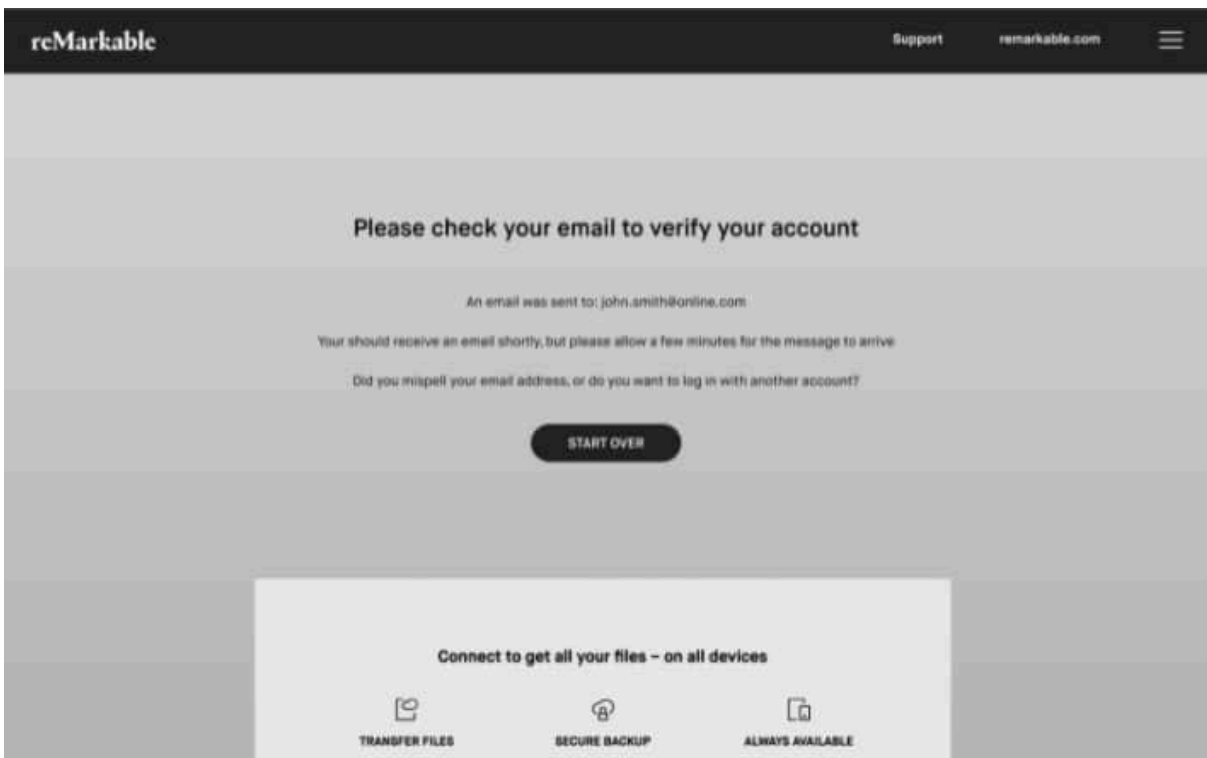 reMarkable
Support remarkable.com
Please check your email to verify your account
An email was sent to: john.smith@online.com
Your should receive an email shortly, but please allow a few minutes for the message to arrive
Did you mispell your email address, or do you want to log in with another account?
START OVER
Connect to get all your files – on all devices
TRANSFER FILES SECURE BACKUP ALWAYS AVAILABLE